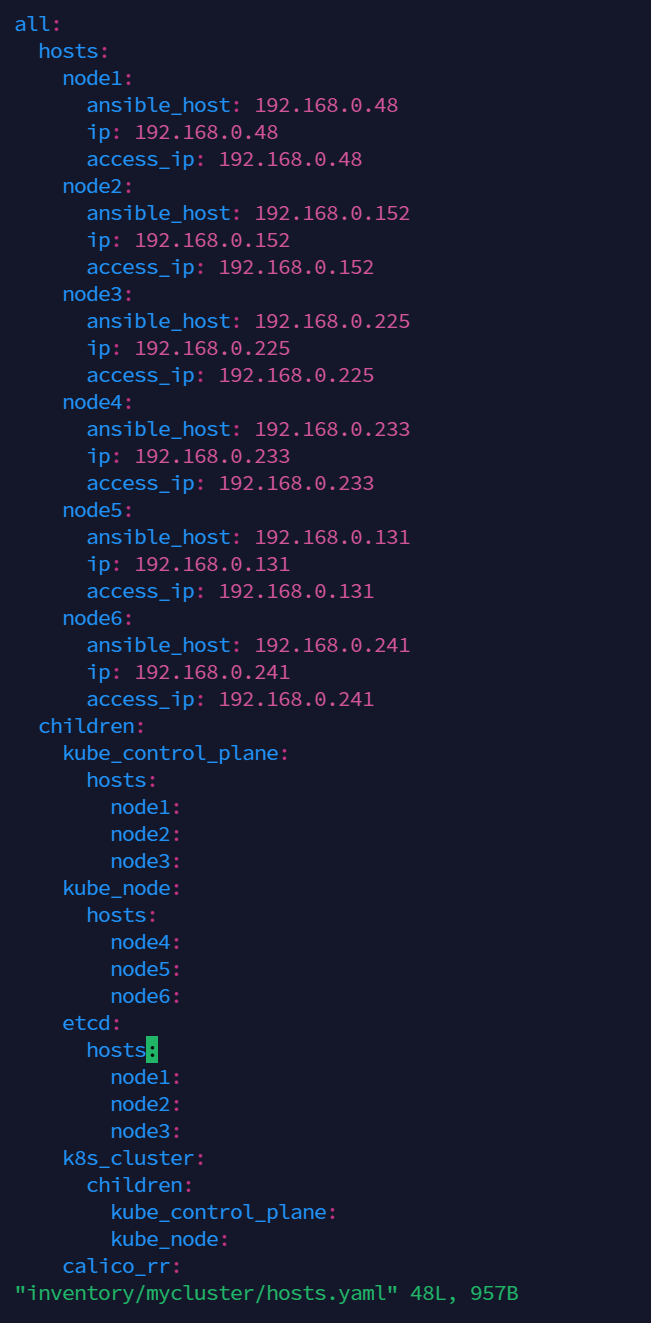 all:
  hosts:
    node1:
      ansible_host: 192.168.0.48
      ip: 192.168.0.48
      access_ip: 192.168.0.48
    node2:
      ansible_host: 192.168.0.152
      ip: 192.168.0.152
      access_ip: 192.168.0.152
    node3:
      ansible_host: 192.168.0.225
      ip: 192.168.0.225
      access_ip: 192.168.0.225
    node4:
      ansible_host: 192.168.0.233
      ip: 192.168.0.233
      access_ip: 192.168.0.233
    node5:
      ansible_host: 192.168.0.131
      ip: 192.168.0.131
      access_ip: 192.168.0.131
    node6:
      ansible_host: 192.168.0.241
      ip: 192.168.0.241
      access_ip: 192.168.0.241
  children:
    kube_control_plane:
      hosts:
        node1:
        node2:
        node3:
    kube_node:
      hosts:
        node4:
        node5:
        node6:
    etcd:
      hosts:
        node1:
        node2:
        node3:
    k8s_cluster:
      children:
        kube_control_plane:
        kube_node:
    calico_rr:
"inventory/mycluster/hosts.yaml" 48L, 957B